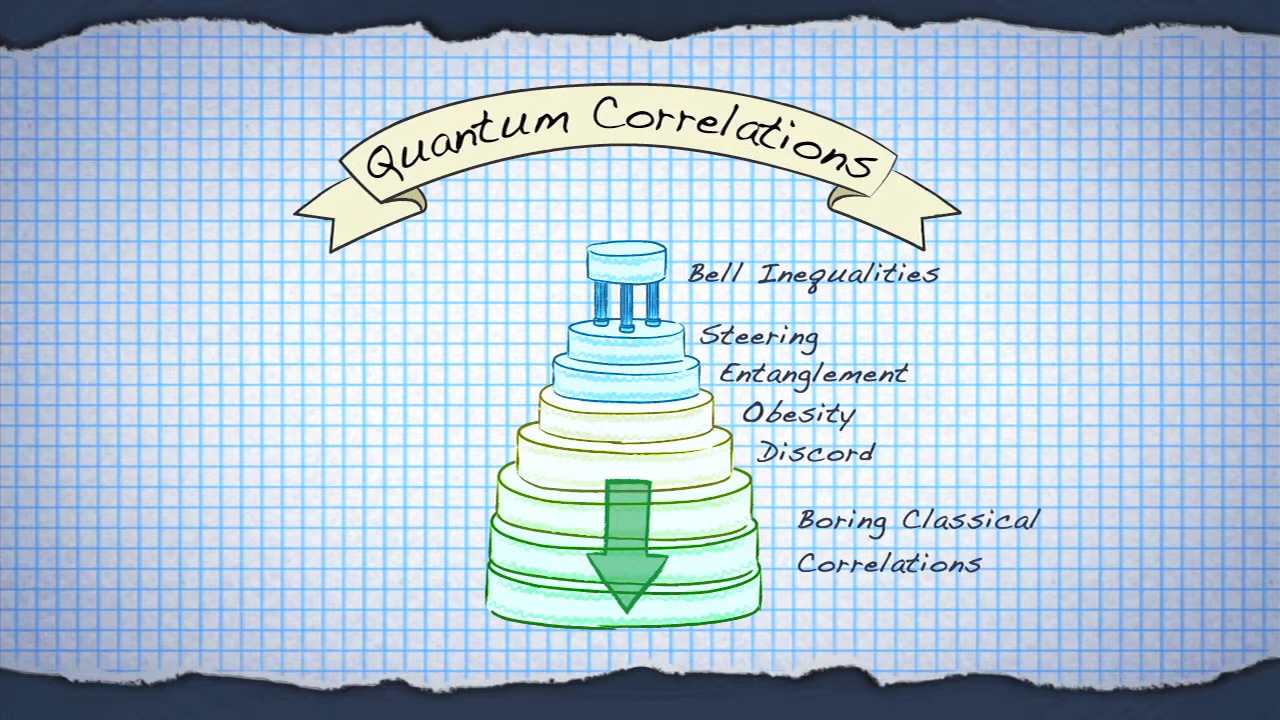 Quantum Correlations
Bell Inequalities
Steering
Entanglement
Obesity
Discord
Boring Classical
Correlations